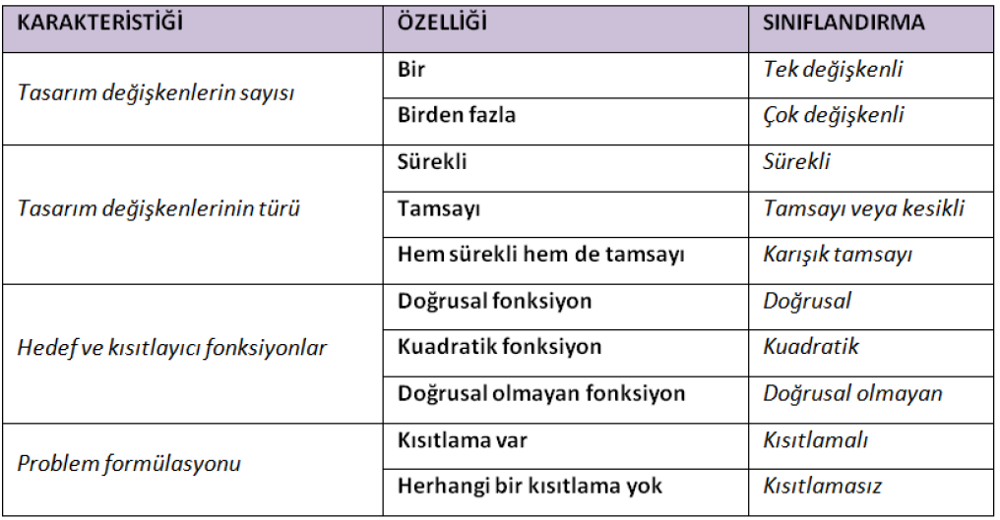 KARAKTERİSTİĞİ ÖZELLİĞİ SINIFLANDIRMA
Tasarım değişkenlerin sayısı
Bir Tek değişkenli
Birden fazla Çok değişkenli
Tasarım değişkenlerinin türü
Sürekli Sürekli
Tamsayı Tamsayı veya kesikli
Hem sürekli hem de tamsayı Karışık tamsayı
Hedef ve kısıtlayıcı fonksiyonlar
Doğrusal fonksiyon Doğrusal
Kuadratik fonksiyon Kuadratik
Doğrusal olmayan fonksiyon Doğrusal olmayan
Problem formülasyonu
Kısıtlama var Kısıtlamalı
Herhangi bir kısıtlama yok Kısıtlamasız